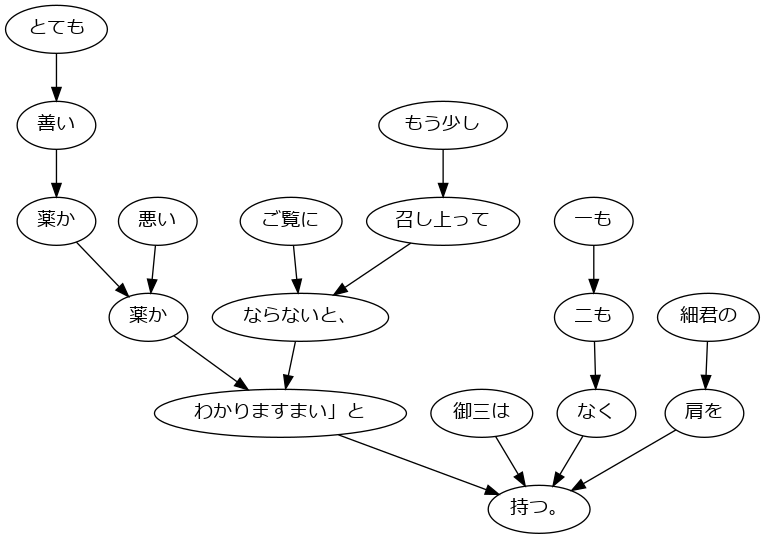 とても
善い
もう少し
薬か
悪い
ご覧に
召し上って
一も
薬か
ならないと、
二も
細君の
わかりますまい」と
御三は
なく
肩を
持つ。